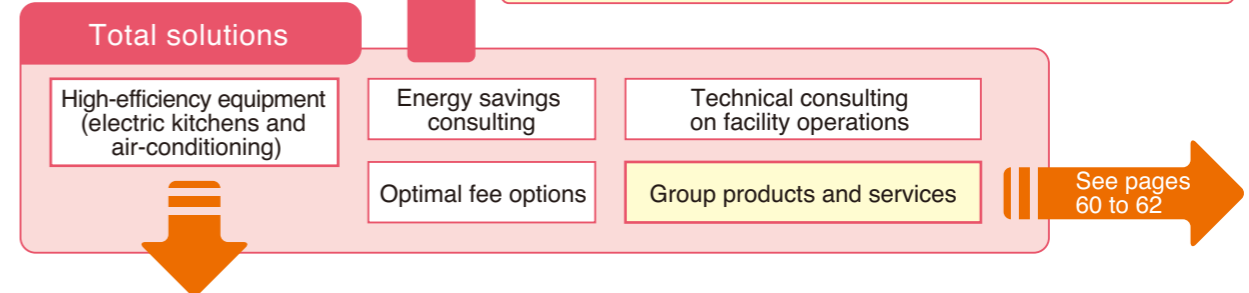 Total solutions
High-efficiency equipment
(electric kitchens and
air-conditioning)
Energy savings
consulting
Technical consulting
on facility operations
Optimal fee options
Group products and services
See pages
60 to 62